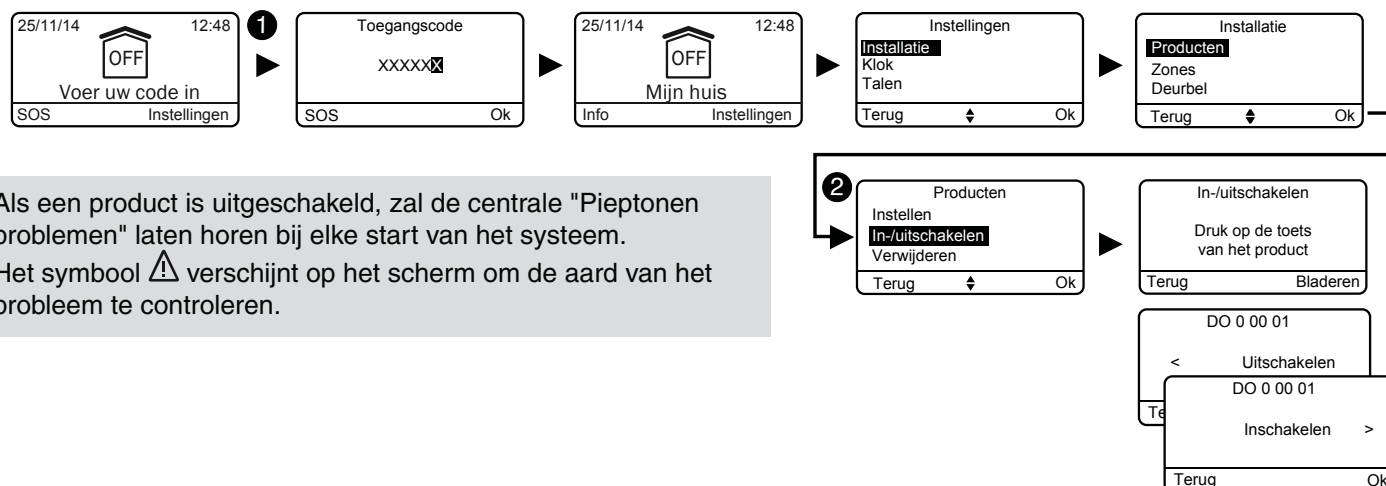 25/11/14 12:48
OFF
Voer uw code in
SOS Instellingen
1
Toegangscode
XXXXXX
SOS Ok
25/11/14 12:48
OFF
Mijn huis
Info Instellingen
Instellingen
Installatie
Klok
Talen
Terug Ok
Installatie
Producten
Zones
Deurbel
Terug Ok
Als een product is uitgeschakeld, zal de centrale "Pieptonen
problemen" laten horen bij elke start van het systeem.
Het symbool ⚠ verschijnt op het scherm om de aard van het
probleem te controleren.
2
Producten
Instellen
In-/uitschakelen
Verwijderen
Terug Ok
In-/uitschakelen
Druk op de toets
van het product
Terug Bladeren
DO 0 00 01
< Uitschakelen
Te
DO 0 00 01
Inschakelen >
Terug Ok